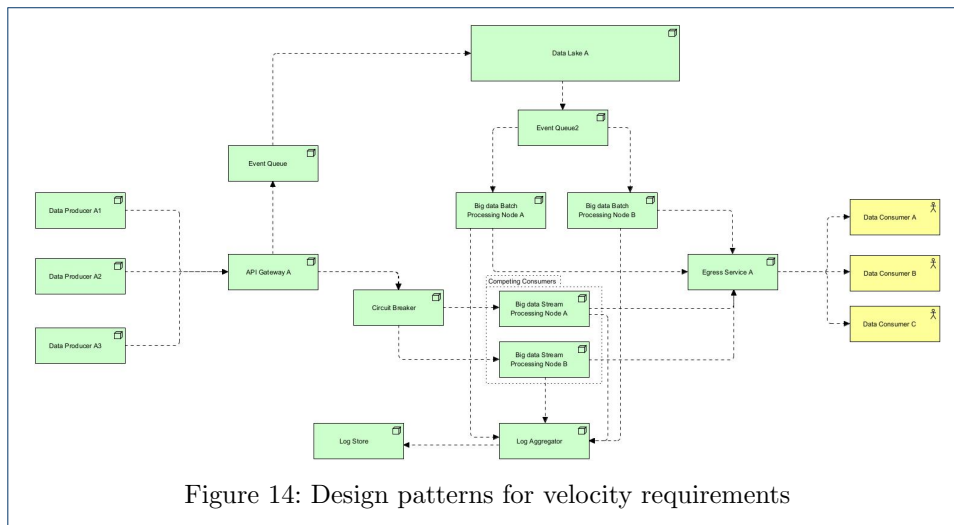 Data Lake A
Event Queue2
Event Queue
Data Producer A1
Big data Batch
Processing Node A
Big data Batch
Processing Node B
Data Consumer A
Data Producer A2
API Gateway A
Egress Service A
Data Consumer B
Competing Consumers
Circuit Breaker
Big data Stream
Processing Node A
Data Consumer C
Data Producer A3
Big data Stream
Processing Node B
Log Store
Log Aggregator
Figure 14: Design patterns for velocity requirements